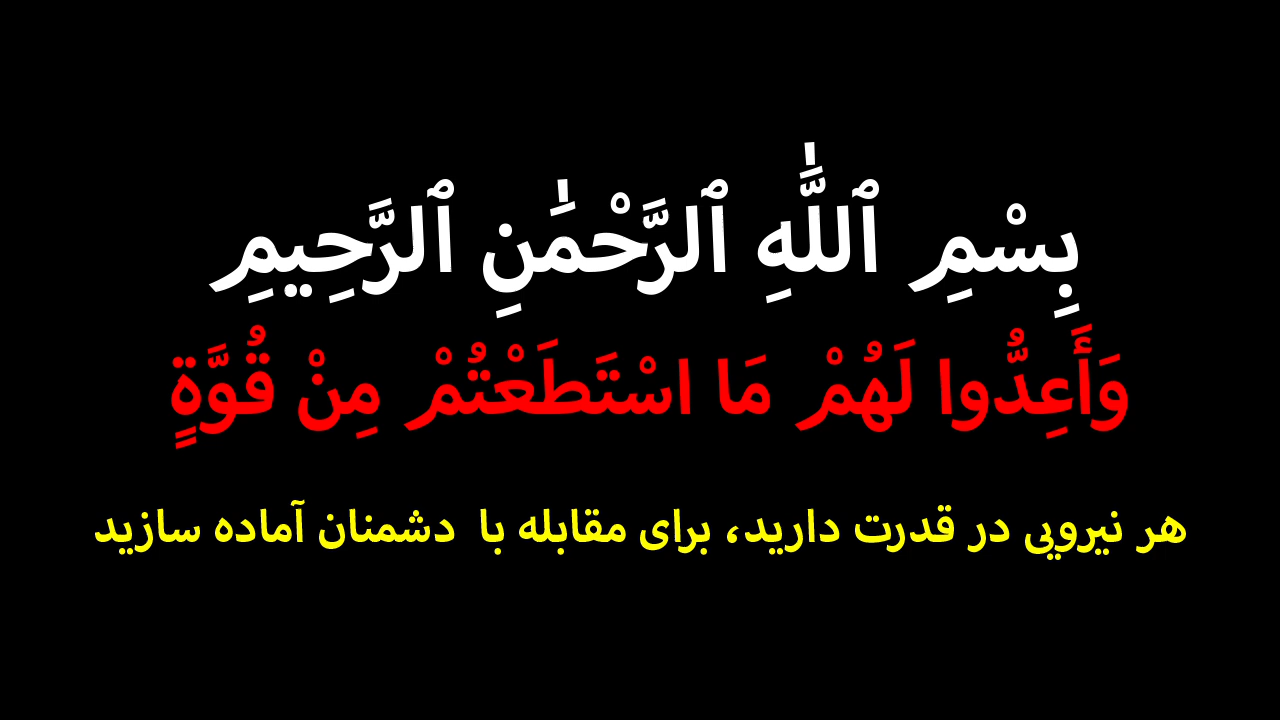 بِسْمِ ٱللَّٰهِ ٱلرَّحْمَٰنِ ٱلرَّحِيمِ
وَأَعِدُّوا لَهُمْ مَا اسْتَطَعْتُمْ مِنْ قُوَّةٍ
هر نیرویی در قدرت دارید، برای مقابله با دشمنان آماده سازید